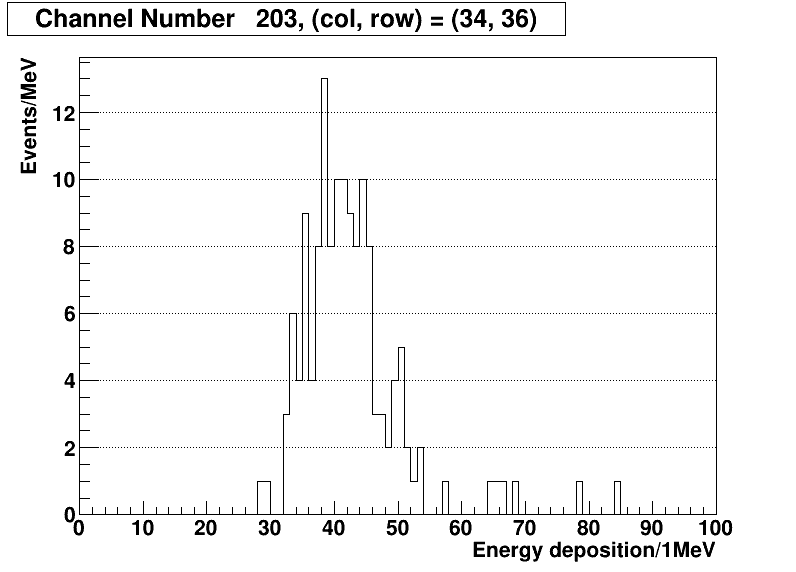 Channel Number 203, (col, row) = (34, 36)
Events/MeV
12
10
8
6
4
2
0
0 10 20 30 40 50 60 70 80 90 100
Energy deposition/1MeV